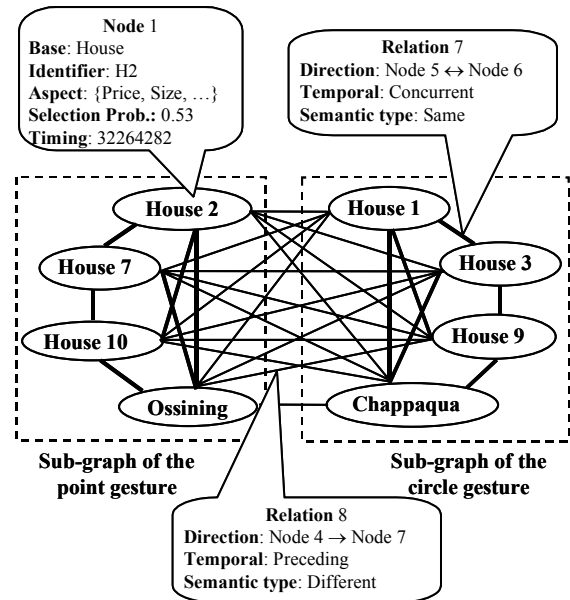 Node 1
Base: House
Identifier: H2
Aspect: {Price, Size, …}
Selection Prob.: 0.53
Timing: 32264282
Relation 7
Direction: Node 5 ↔ Node 6
Temporal: Concurrent
Semantic type: Same
House 2
House 7
House 10
Ossining
House 1
House 3
House 9
Chappaqua
Sub-graph of the
point gesture
Sub-graph of the
circle gesture
Relation 8
Direction: Node 4 → Node 7
Temporal: Preceding
Semantic type: Different